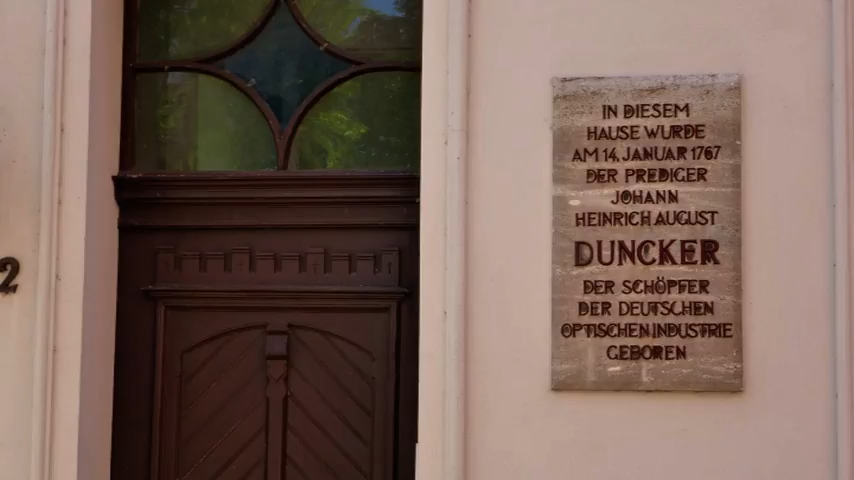 2
IN DIESEM
HAUSE WURDE
AM 14. JANUAR 1767
DER PREDIGER
JOHANN
HEINRICH AUGUST
DUNCKER
DER SCHÖPFER
DER DEUTSCHEN
OPTISCHEN INDUSTRIE
GEBOREN